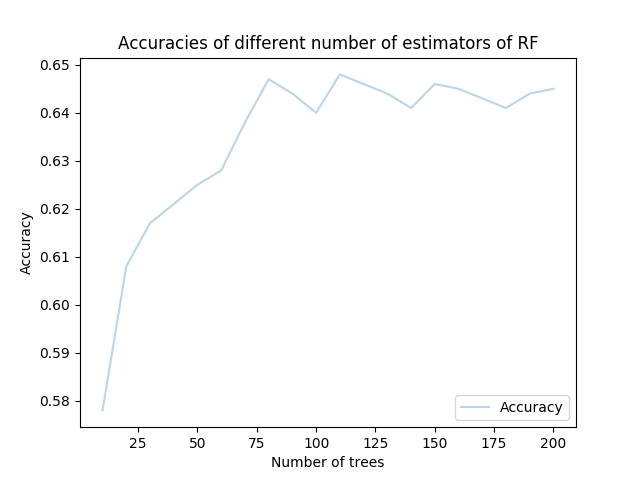 Accuracies of different number of estimators of RF
0.65
0.64
0.63
0.62
0.61
0.60
0.59
0.58
Accuracy
Accuracy
25 50 75 100 125 150 175 200
Number of trees